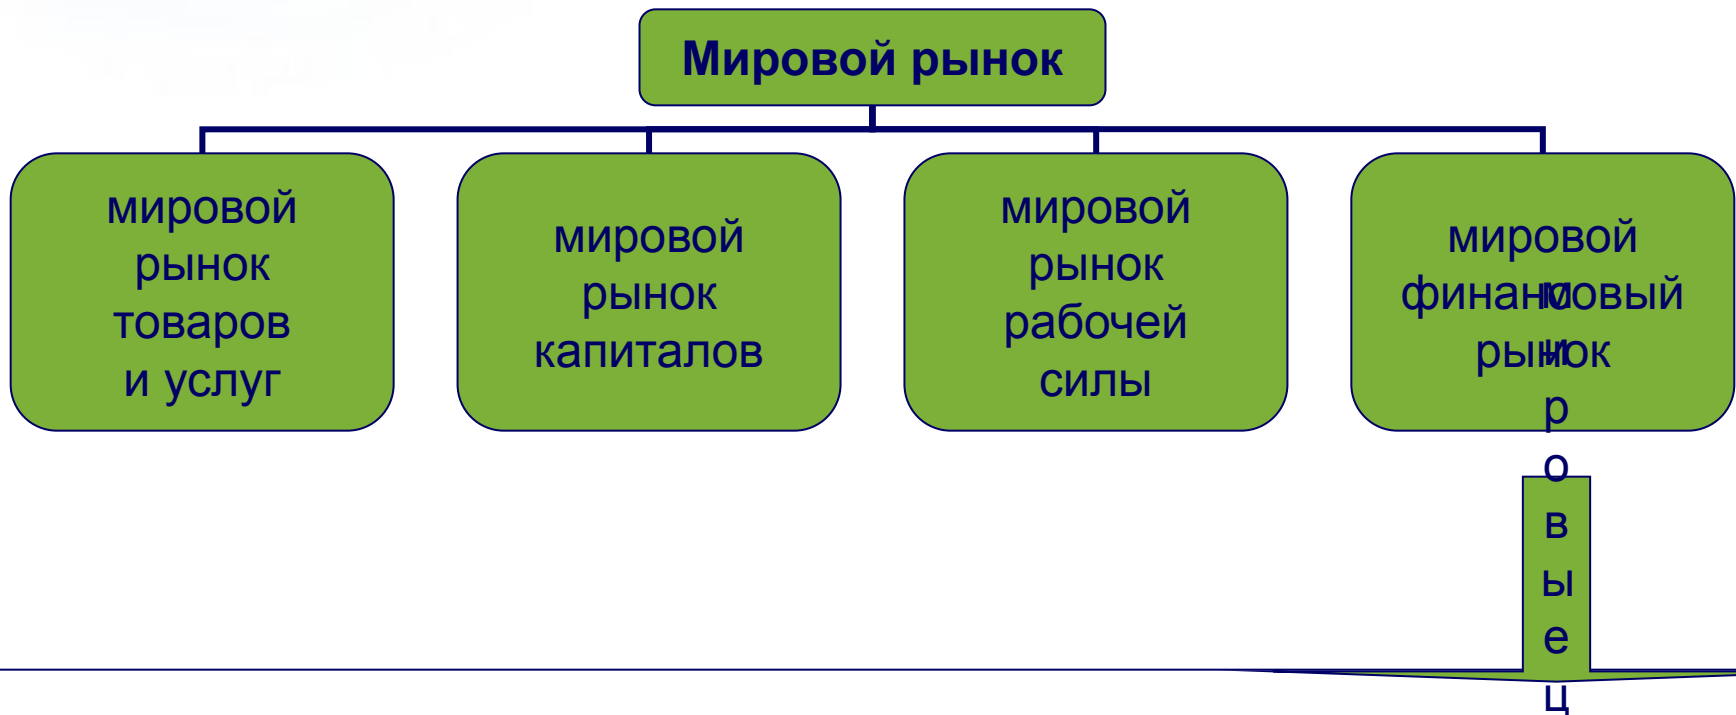 Мировой рынок
мировой
рынок
товаров
и услуг
мировой
рынок
капиталов
мировой
рынок
рабочей
силы
мировой
финансовый
рынок
м
и
р
о
в
ы
е
ц